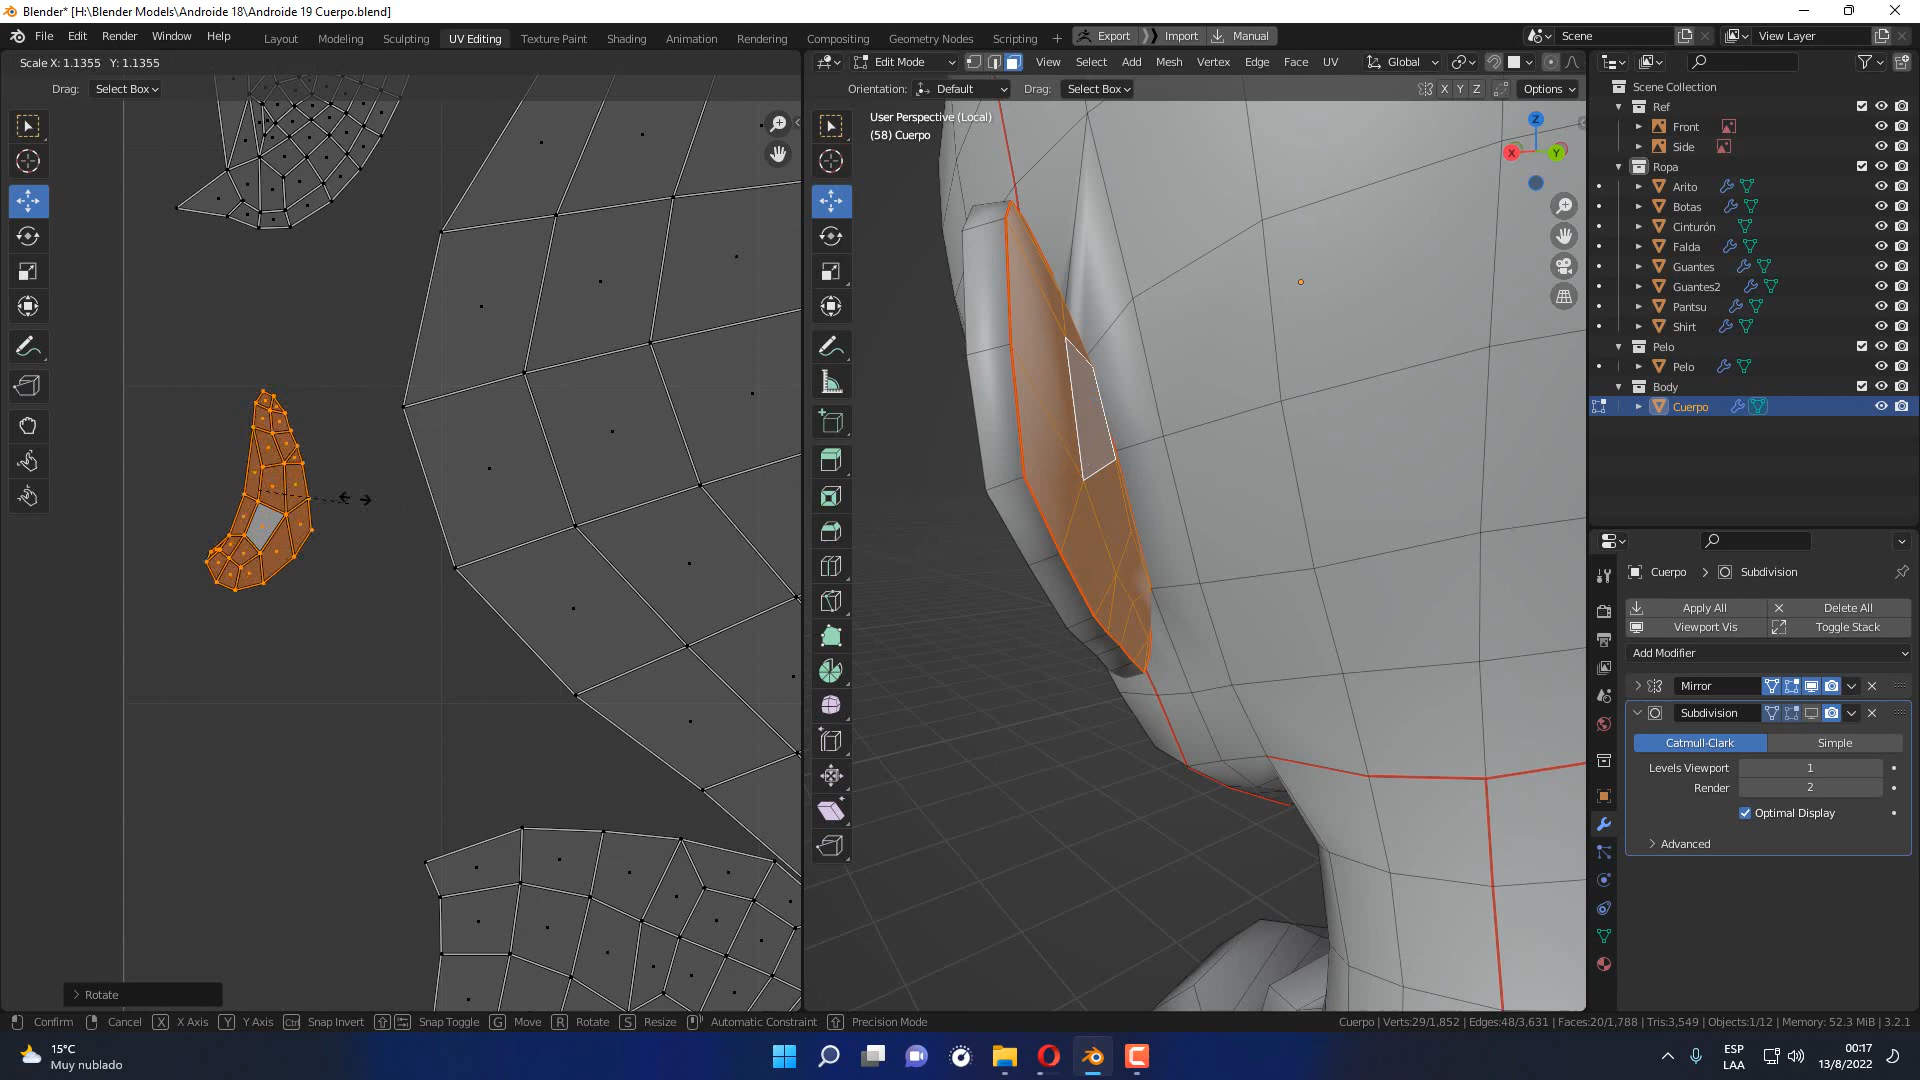 Blender* [H:\Blender Models\Androide 18\Androide 19 Cuerpo.blend]
File Edit Render Window Help Layout Modeling Sculpting UV Editing Texture Paint Shading Animation Rendering Compositing Geometry Nodes Scripting + Export Import Manual Scene View Layer
Scale X: 1.1355 Y: 1.1355
Edit Mode View Select Add Mesh Vertex Edge Face UV Global
Drag: Select Box
Orientation: Default Drag: Select Box X Y Z Options
User Perspective (Local)
(58) Cuerpo
Z
X
Y
Scene Collection
Ref
Front
Side
Ropa
Arito
Botas
Cinturón
Falda
Guantes
Guantes2
Pantsu
Shirt
Pelo
Pelo
Body
Cuerpo
Cuerpo > Subdivision
Apply All Delete All
Viewport Vis Toggle Stack
Add Modifier
Mirror
Subdivision
Catmull-Clark Simple
Levels Viewport 1
Render 2
Optimal Display
Advanced
Rotate
Confirm Cancel X X Axis Y Y Axis Ctrl Snap Invert Snap Toggle G Move R Rotate S Resize Automatic Constraint Precision Mode
Cuerpo | Verts:29/1,852 | Edges:48/3,631 | Faces:20/1,788 | Tris:3,549 | Objects:1/12 | Memory: 52.3 MiB | 3.2.1
15°C
Muy nublado
ESP
LAA
00:17
13/8/2022